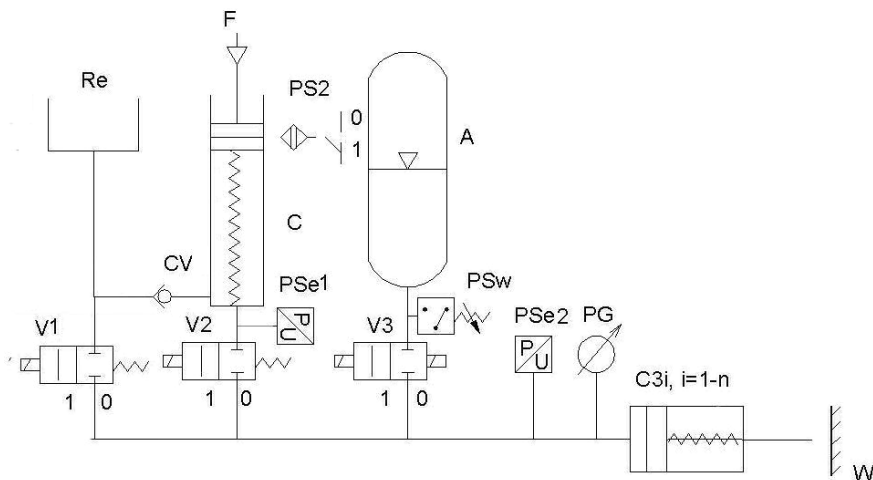 F
Re
PS2
0
1
A
C
CV
PSe1
PSw
V1
V2
V3
PSe2
PG
P
U
P
U
1 0
1 0
1 0
C3i, i=1-n
W